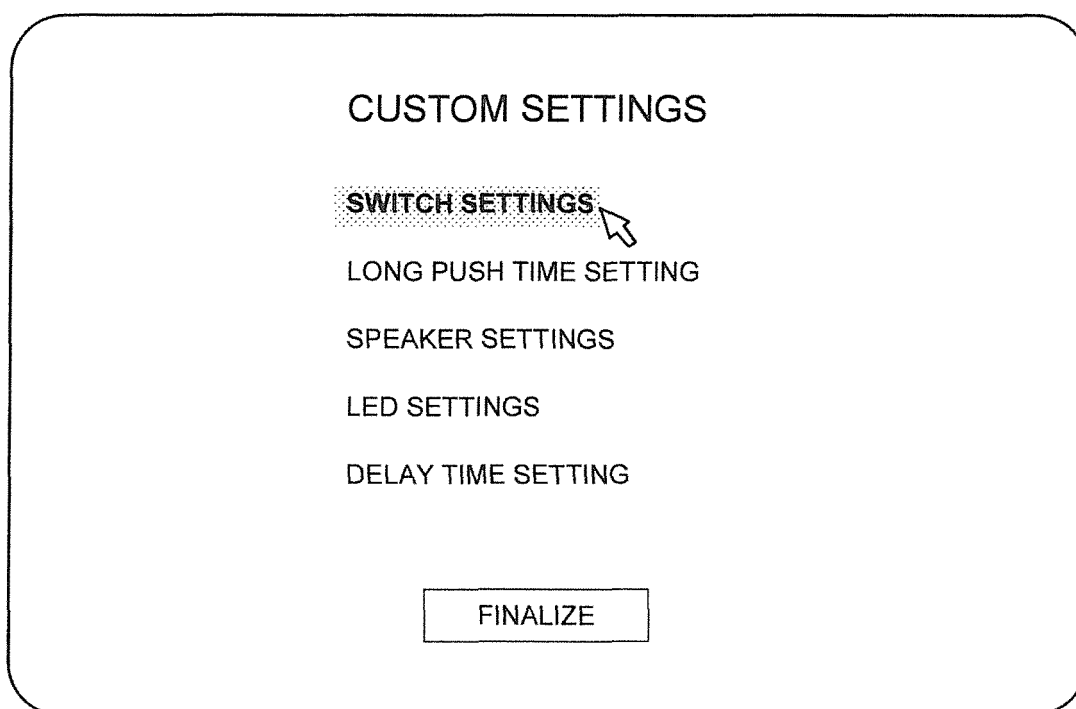 CUSTOM SETTINGS
SWITCH SETTINGS
LONG PUSH TIME SETTING
SPEAKER SETTINGS
LED SETTINGS
DELAY TIME SETTING
FINALIZE